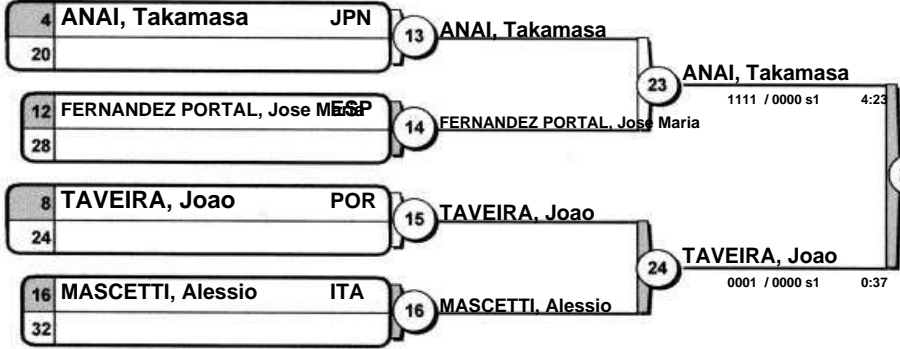 4 ANAI, Takamasa JPN
20
13 ANAI, Takamasa
23 ANAI, Takamasa
1111 / 0000 s1 4:23
12 FERNANDEZ PORTAL, Jose Maria ESP
28
14 FERNANDEZ PORTAL, Jose Maria
8 TAVEIRA, Joao POR
24
15 TAVEIRA, Joao
24 TAVEIRA, Joao
0001 / 0000 s1 0:37
16 MASCETTI, Alessio ITA
32
16 MASCETTI, Alessio